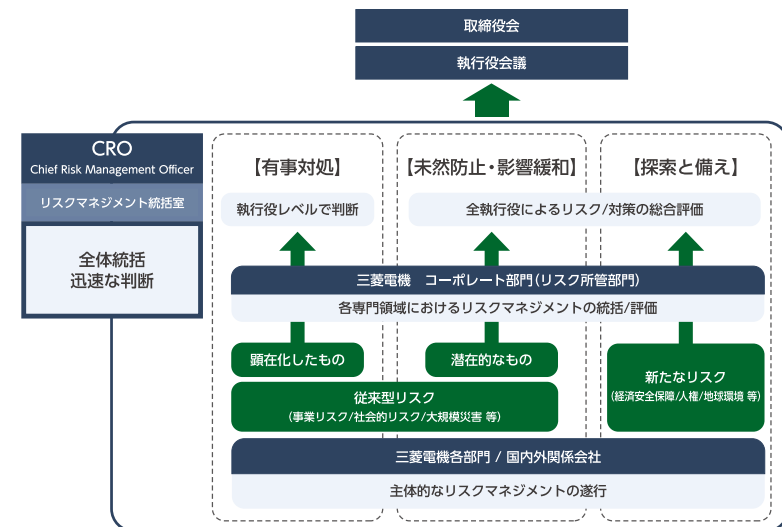 取締役会
執行役会議
CRO
Chief Risk Management Officer
リスクマネジメント統括室
全体統括
迅速な判断
【有事対処】
【未然防止・影響緩和】
【探索と備え】
執行役レベルで判断
全執行役によるリスク/対策の総合評価
三菱電機　コーポレート部門(リスク所管部門)
各専門領域におけるリスクマネジメントの統括/評価
顕在化したもの
潜在的なもの
従来型リスク
(事業リスク/社会的リスク/大規模災害 等)
新たなリスク
(経済安全保障/人権/地球環境 等)
三菱電機各部門 / 国内外関係会社
主体的なリスクマネジメントの遂行